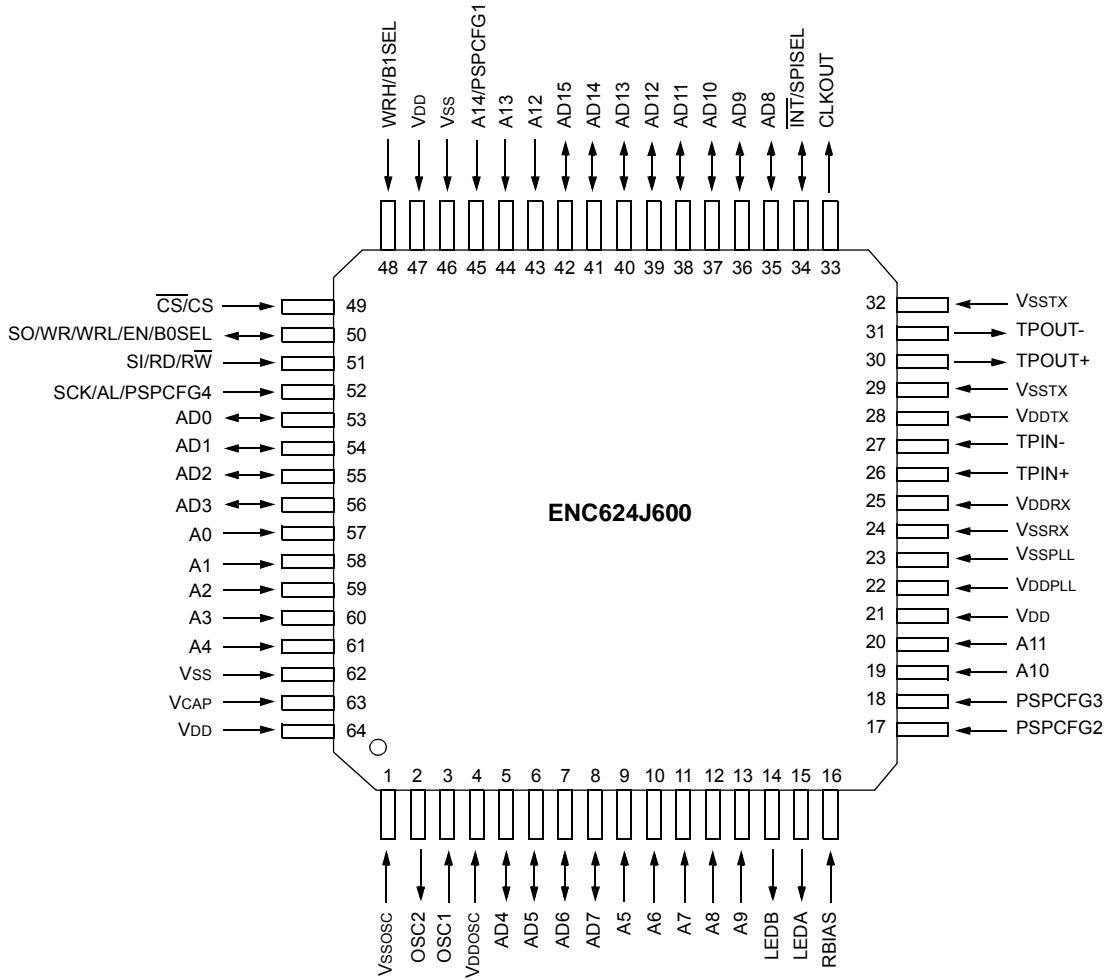 WRH/B1SEL
VDD
VSS
A14/PSPCFG1
A13
A12
AD15
AD14
AD13
AD12
AD11
AD10
AD9
AD8
INT/SPISEL
CLKOUT
48 47 46 45 44 43 42 41 40 39 38 37 36 35 34 33
CS/CS 49
SO/WR/WRL/EN/B0SEL 50
SI/RD/RW 51
SCK/AL/PSPCFG4 52
AD0 53
AD1 54
AD2 55
AD3 56
A0 57
A1 58
A2 59
A3 60
A4 61
VSS 62
VCAP 63
VDD 64
ENC624J600
32 VSSTX
31 TPOUT-
30 TPOUT+
29 VSSTX
28 VDDTX
27 TPIN-
26 TPIN+
25 VDDRX
24 VSSRX
23 VSSPLL
22 VDDPLL
21 VDD
20 A11
19 A10
18 PSPCFG3
17 PSPCFG2
1 2 3 4 5 6 7 8 9 10 11 12 13 14 15 16
VSSOSC
OSC2
OSC1
VDDOSC
AD4
AD5
AD6
AD7
A5
A6
A7
A8
A9
LEDB
LEDA
RBIAS